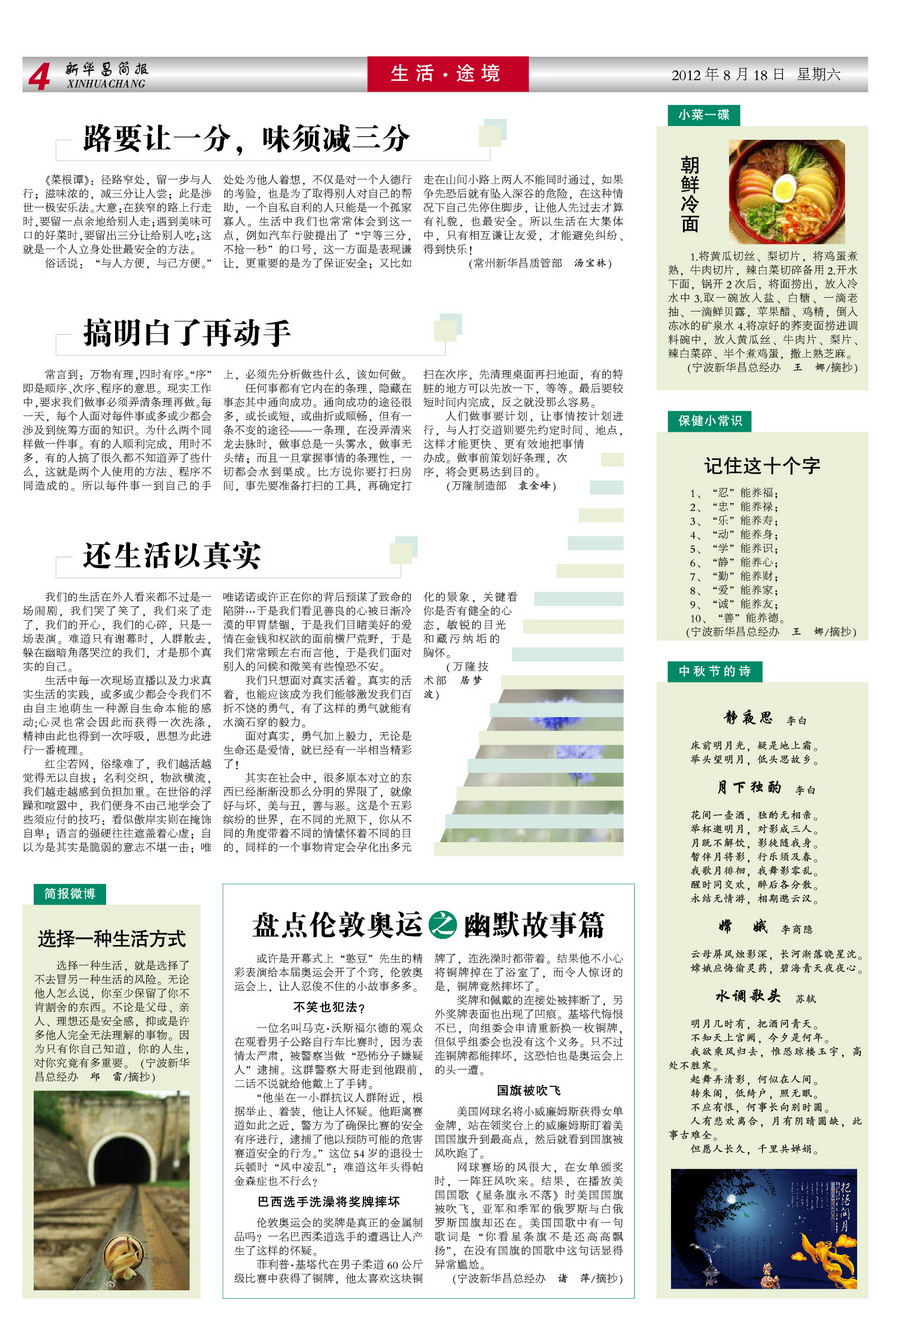 4
新华昌简报
XINHUACHANG
生活·途境
2012 年 8 月 18 日 星期六
路要让一分，味须减三分
《菜根谭》：径路窄处，留一步与人
行；滋味浓的，减三分让人尝；此是涉
世一极安乐法。大意：在狭窄的路上行走
时，要留一点余地给别人走；遇到美味可
口的好菜时，要留出三分让给别人吃；这
就是一个人立身处世最安全的方法。
俗话说：“与人方便，与己方便。”
处处为他人着想，不仅是对一个人德行
的考验，也是为了取得别人对自己的帮
助，一个自私自利的人只能是一个孤家
寡人。生活中我们也常常体会到这一
点，例如汽车行驶提出了“宁等三分，
不抢一秒”的口号，这一方面是表现谦
让，更重要的是为了保证安全；又比如
走在山间小路上两人不能同时通过，如果
争先恐后就有坠人深谷的危险，在这种情
况下自己先停住脚步，让他人先过去才算
有礼貌，也最安全。所以生活在大集体
中，只有相互谦让友爱，才能避免纠纷、
得到快乐！
(常州新华昌质管部 汤宝林)
搞明白了再动手
常言到：万物有理，四时有序。“序”
即是顺序、次序、程序的意思。现实工作
中，要求我们做事必须弄清条理再做。每
一天，每个人面对每件事或多或少都会
涉及到统筹方面的知识。为什么两个同
样做一件事。有的人顺利完成，用时不
多，有的人搞了很久都不知道弄了些什
么，这就是两个人使用的方法、程序不
同造成的。所以每件事一到自己的手
上，必须先分析做些什么，该如何做。
任何事都有它内在的条理，隐藏在
事态其中通向成功。通向成功的途径很
多，或长或短，或曲折或顺畅，但有一
条不变的途径——一条理，在没弄清来
龙去脉时，做事总是一头雾水，做事无
头绪；而且一旦掌握事情的条理性，一
切都会水到渠成。比方说你要打扫房
间，事先要准备打扫的工具，再确定打
扫在次序，先清理桌面再扫地面，有的特
脏的地方可以先放一下，等等。最后要较
短时间内完成，反之就没那么容易。
人们做事要计划，让事情按计划进
行，与人打交道则要先约定时间、地点，
这样才能更快、更有效地把事情
办成。做事前策划好条理，次
序，将会更易达到目的。
(万隆制造部 袁金峰)
还生活以真实
我们的生活在外人看来都不过是一
场闹剧，我们哭了笑了，我们来了走
了，我们的开心，我们的心碎，只是一
场表演。难道只有谢幕时，人群散去，
躲在幽暗角落哭泣的我们，才是那个真
实的自己。
生活中每一次现场直播以及力求真
实生活的实践，或多或少都会令我们不
由自主地萌生一种源自生命本能的感
动；心灵也常会因此而获得一次洗涤，
精神由此也得到一次呼吸，思想为此进
行一番梳理。
红尘若网，俗缘难了，我们越活越
觉得无以自拔；名利交织，物欲横流，
我们越走越感到负担加重。在世俗的浮
躁和喧嚣中，我们便身不由己地学会了
些须应付的技巧；看似傲岸实则在掩饰
自卑；语言的强硬往往遮盖着心虚；自
以为是其实是脆弱的意志不堪一击；唯
唯诺诺或许正在你的背后预谋了致命的
陷阱…于是我们看见善良的心被日渐冷
漠的甲胄禁锢，于是我们目睹美好的爱
情在金钱和权欲的面前横尸荒野，于是
我们常常顾左右而言他，于是我们面对
别人的问候和微笑有些惶恐不安。
我们只想面对真实活着。真实的活
着，也能应该成为我们能够激发我们百
折不饶的勇气，有了这样的勇气就能有
水滴石穿的毅力。
面对真实，勇气加上毅力，无论是
生命还是爱情，就已经有一半相当精彩
了！
其实在社会中，很多原本对立的东
西已经渐渐没那么分明的界限了，就像
好与坏，美与丑，善与恶。这是个五彩
缤纷的世界，在不同的光照下，你从不
同的角度带着不同的情愫怀着不同的目
的，同样的一个事物肯定会孕化出多元
化的景象，关键看
你是否有健全的心
态，敏锐的目光
和藏污纳垢的
胸怀。
(万隆技
术部 居梦
波)
简报微博
选择一种生活方式
选择一种生活，就是选择了
不去冒另一种生活的风险。无论
他人怎么说，你至少保留了你不
肯割舍的东西。不论是父母、亲
人、理想还是安全感，抑或是许
多他人完全无法理解的事物。因
为只有你自己知道，你的人生，
对你究竟有多重要。(宁波新华
昌总经办 邱 雷/摘抄)
盘点伦敦奥运之幽默故事篇
或许是开幕式上“憨豆”先生的精
彩表演给本届奥运会开了个窍，伦敦奥
运会上，让人忍俊不住的小故事多多。
不笑也犯法？
一位名叫马克·沃斯福尔德的观众
在观看男子公路自行车比赛时，因为表
情太严肃，被警察当做“恐怖分子嫌疑
人”逮捕。这群警察大哥走到他跟前，
二话不说就给他戴上了手铐。
“他坐在一小群抗议人群附近，根
据举止、着装，他让人怀疑。他距离赛
道如此之近，警方为了确保比赛的安全
有序进行，逮捕了他以预防可能的危害
赛道安全的行为。”这位 54 岁的退役士
兵顿时“风中凌乱”：难道这年头得帕
金森症也不行么？
巴西选手洗澡将奖牌摔坏
伦敦奥运会的奖牌是真正的金属制
品吗？一名巴西柔道选手的遭遇让人产
生了这样的怀疑。
菲利普·基塔代在男子柔道 60 公斤
级比赛中获得了铜牌，他太喜欢这块铜
牌了，连洗澡时都带着。结果他不小心
将铜牌掉在了浴室了，而令人惊讶的
是，铜牌竟然摔坏了。
奖牌和佩戴的连接处被摔断了，另
外奖牌表面也出现了凹痕。基塔代悔恨
不已，向组委会申请重新换一枚铜牌，
但似乎组委会也没有这个义务。只不过
连铜牌都能摔坏，这恐怕也是奥运会上
的头一遭。
国旗被吹飞
美国网球名将小威廉姆斯获得女单
金牌，站在领奖台上的威廉姆斯盯着美
国国旗升到最高点，然后就看到国旗被
风吹跑了。
网球赛场的风很大，在女单颁奖
时，一阵狂风吹来。结果，在播放美
国国歌《星条旗永不落》时美国国旗
被吹飞，亚军和季军的俄罗斯与白俄
罗斯国旗却还在。美国国歌中有一句
歌词是“你看星条旗不是还高高飘
扬”，在没有国旗的国歌中这句话显得
异常尴尬。
(宁波新华昌总经办 诸 萍/摘抄)
小菜一碟
朝鲜冷面
1.将黄瓜切丝、梨切片，将鸡蛋煮
熟，牛肉切片，辣白菜切碎备用 2.开水
下面，锅开 2 次后，将面捞出，放入冷
水中 3.取一碗放入盐、白糖、一滴老
抽、一滴鲜贝露，苹果醋、鸡精，倒入
冻冰的矿泉水 4.将凉好的荞麦面捞进调
料碗中，放入黄瓜丝、牛肉片、梨片、
辣白菜碎、半个煮鸡蛋，撒上熟芝麻。
(宁波新华昌总经办 王 娜/摘抄)
保健小常识
记住这十个字
1、“忍”能养福；
2、“忠”能养禄；
3、“乐”能养寿；
4、“动”能养身；
5、“学”能养识；
6、“静”能养心；
7、“勤”能养财；
8、“爱”能养家；
9、“诚”能养友；
10、“善”能养德。
(宁波新华昌总经办 王 娜/摘抄)
中秋节的诗
静夜思 李白
床前明月光，疑是地上霜。
举头望明月，低头思故乡。
月下独酌 李白
花间一壶酒，独酌无相亲。
举杯邀明月，对影成三人。
月既不解饮，影徒随我身。
暂伴月将影，行乐须及春。
我歌月徘徊，我舞影零乱。
醒时同交欢，醉后各分散。
永结无情游，相期邈云汉。
嫦 娥 李商隐
云母屏风烛影深，长河渐落晓星沈。
嫦娥应悔偷灵药，碧海青天夜夜心。
水调歌头 苏轼
明月几时有，把酒问青天。
不知天上宫阙，今夕是何年。
我欲乘风归去，惟恐琼楼玉宇，高
处不胜寒。
起舞弄清影，何似在人间。
转朱阁，低绮户，照无眠。
不应有恨，何事长向别时圆。
人有悲欢离合，月有阴晴圆缺，此
事古难全。
但愿人长久，千里共婵娟。
把酒问月